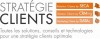 STRATÉGIE
CLIENTS
Toutes les solutions, conseils et technologies
pour une stratégie clients optimale